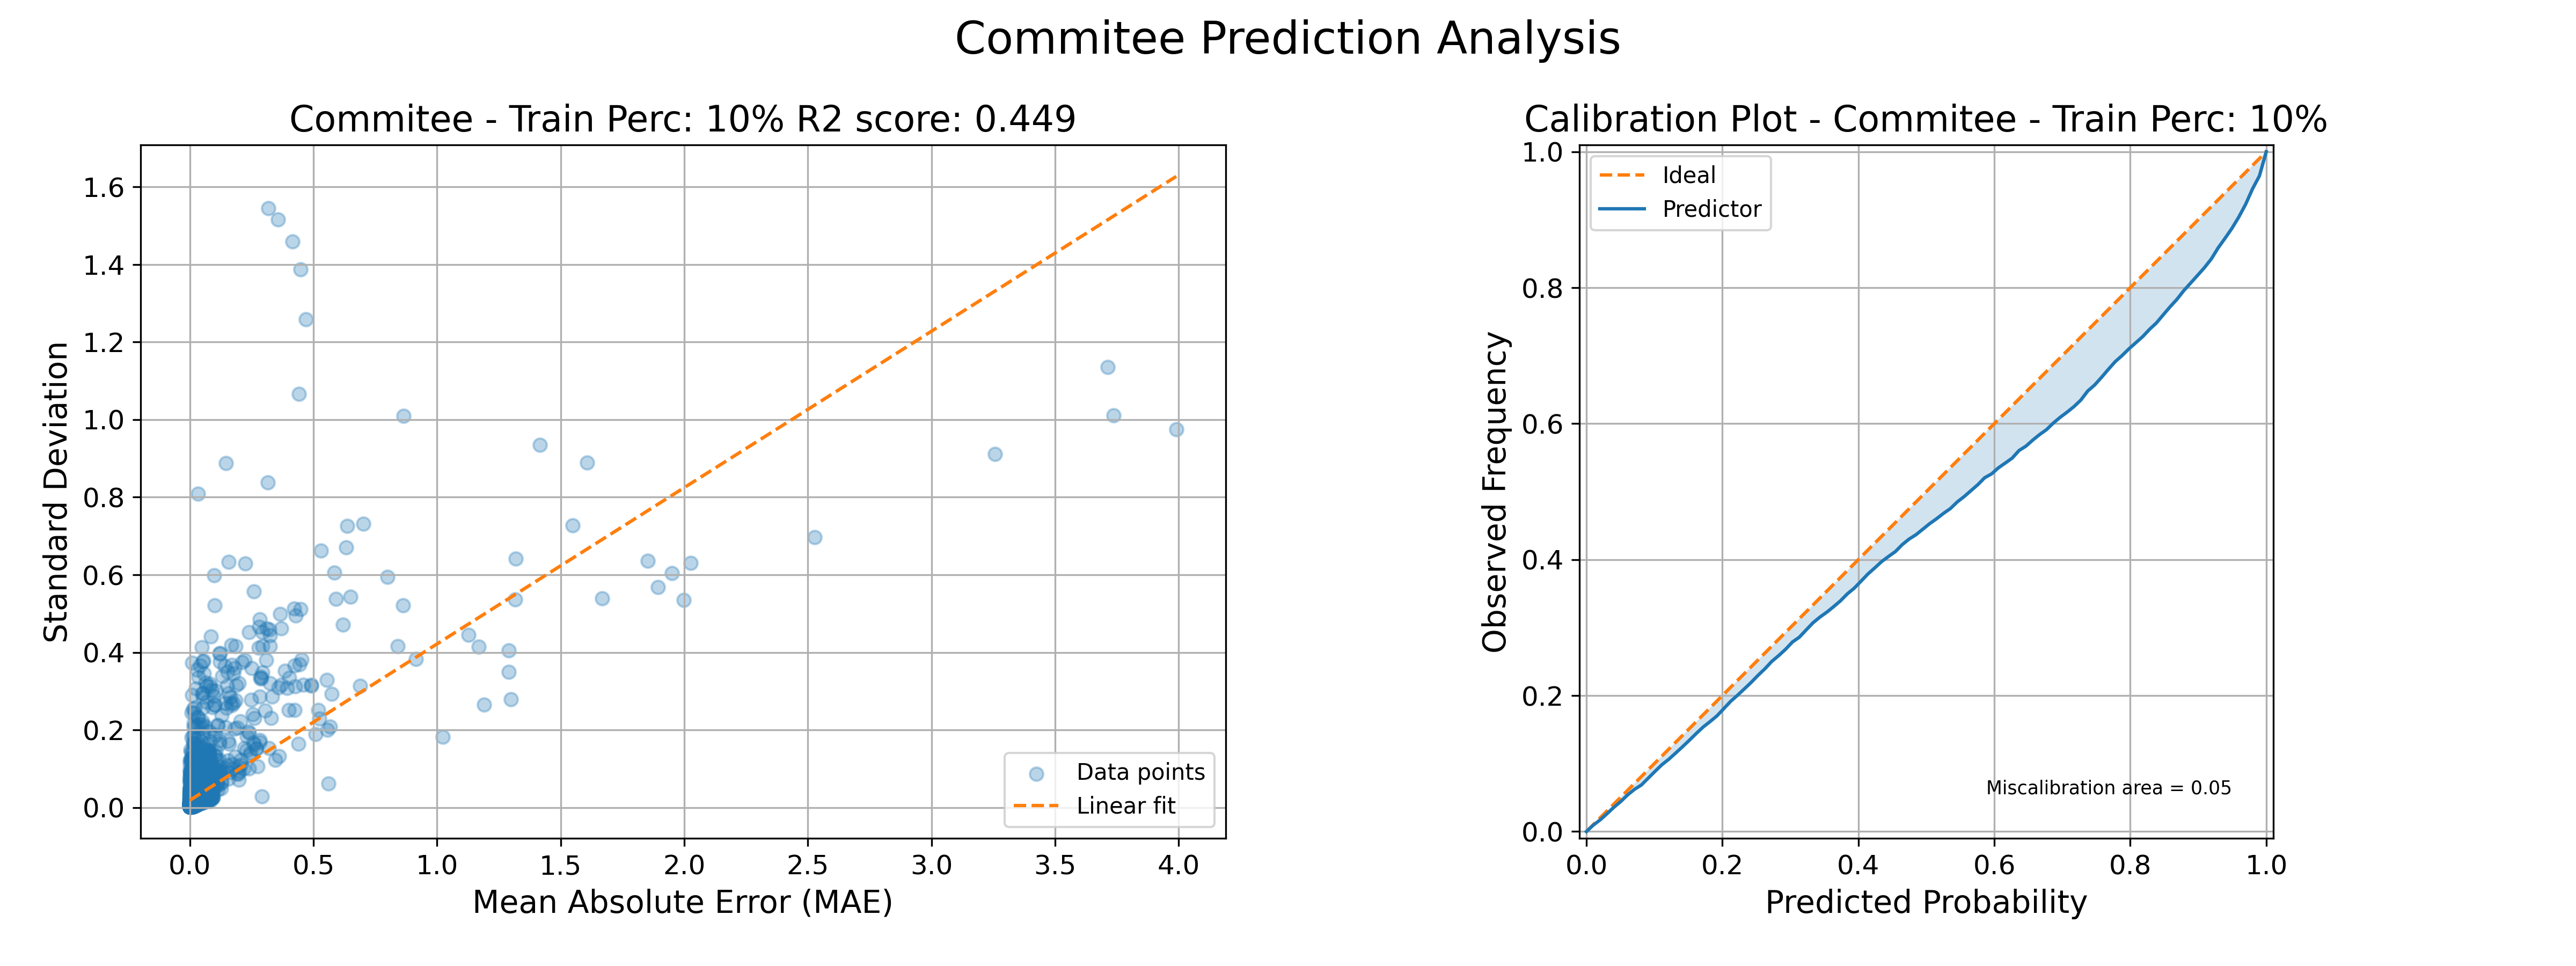 Commitee Prediction Analysis
Commitee - Train Perc: 10% R2 score: 0.449
Standard Deviation
1.6
1.4
1.2
1.0
0.8
0.6
0.4
0.2
0.0
0.0 0.5 1.0 1.5 2.0 2.5 3.0 3.5 4.0
Mean Absolute Error (MAE)
Data points
Linear fit
Calibration Plot - Commitee - Train Perc: 10%
Observed Frequency
1.0
0.8
0.6
0.4
0.2
0.0
Ideal
Predictor
Miscalibration area = 0.05
0.0 0.2 0.4 0.6 0.8 1.0
Predicted Probability